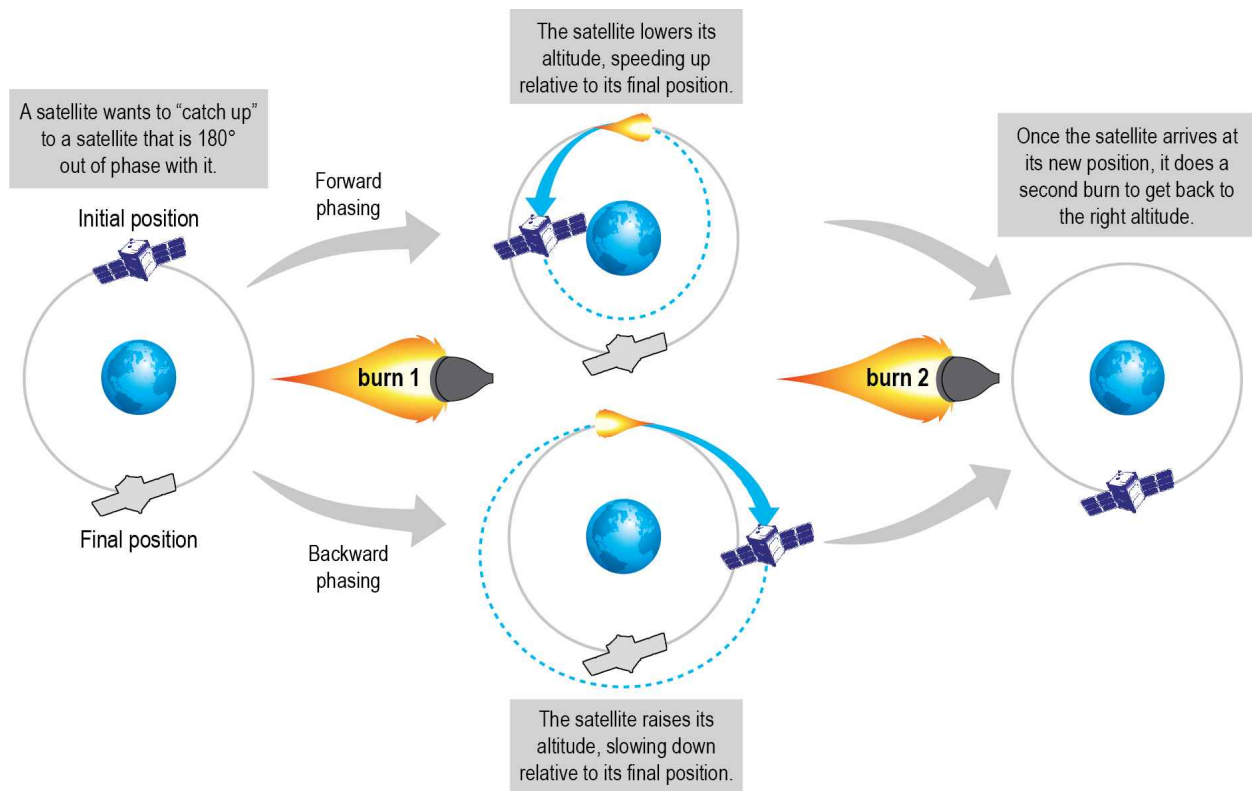 A satellite wants to “catch up”
to a satellite that is 180°
out of phase with it.
Initial position
Final position
Forward
phasing
Backward
phasing
burn 1
The satellite lowers its
altitude, speeding up
relative to its final position.
The satellite raises its
altitude, slowing down
relative to its final position.
burn 2
Once the satellite arrives at
its new position, it does a
second burn to get back to
the right altitude.